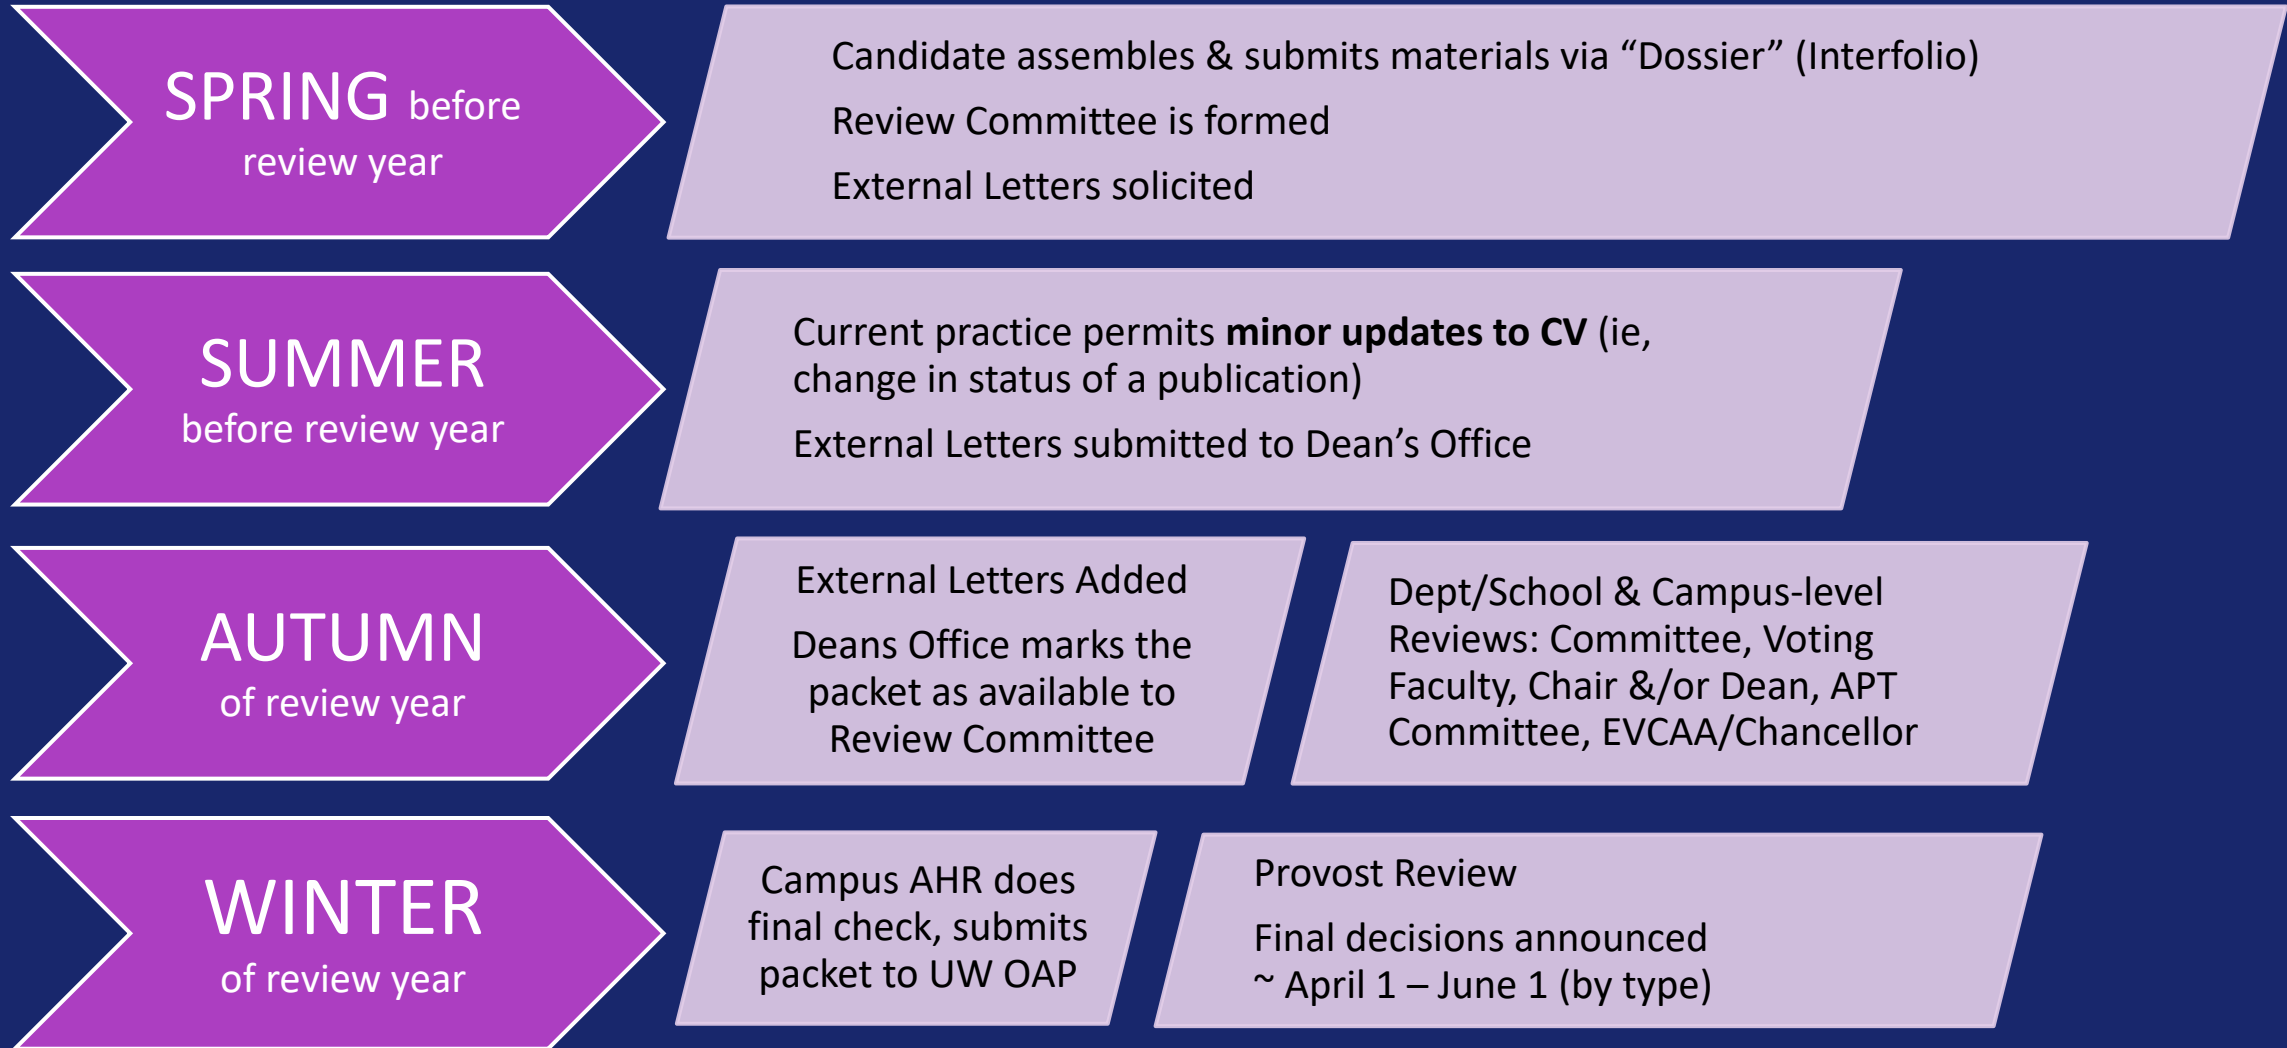 SPRING before
review year
Candidate assembles & submits materials via “Dossier” (Interfolio)
Review Committee is formed
External Letters solicited
SUMMER
before review year
Current practice permits minor updates to CV (ie,
change in status of a publication)
External Letters submitted to Dean’s Office
AUTUMN
of review year
External Letters Added
Deans Office marks the
packet as available to
Review Committee
Dept/School & Campus-level
Reviews: Committee, Voting
Faculty, Chair &/or Dean, APT
Committee, EVCAA/Chancellor
WINTER
of review year
Campus AHR does
final check, submits
packet to UW OAP
Provost Review
Final decisions announced
~ April 1 – June 1 (by type)